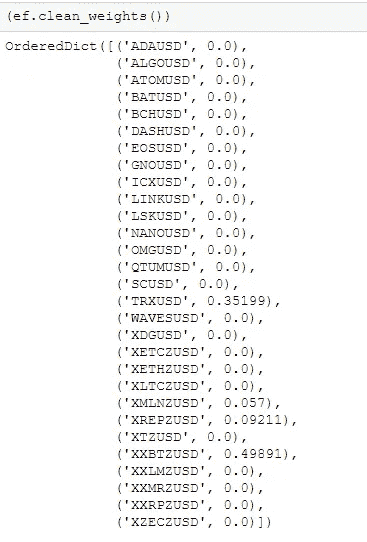 (ef.clean_weights())
OrderedDict([('ADAUSD', 0.0),
('ALGOUSD', 0.0),
('ATOMUSD', 0.0),
('BATUSD', 0.0),
('BCHUSD', 0.0),
('DASHUSD', 0.0),
('EOSUSD', 0.0),
('GNOUSD', 0.0),
('ICXUSD', 0.0),
('LINKUSD', 0.0),
('LSKUSD', 0.0),
('NANOUSD', 0.0),
('OMGUSD', 0.0),
('QTUMUSD', 0.0),
('SCUSD', 0.0),
('TRXUSD', 0.35199),
('WAVESUSD', 0.0),
('XDGUSD', 0.0),
('XETCZUSD', 0.0),
('XETHZUSD', 0.0),
('XLTCZUSD', 0.0),
('XMLNZUSD', 0.057),
('XREPZUSD', 0.09211),
('XTZUSD', 0.0),
('XXBTZUSD', 0.49891),
('XXLMZUSD', 0.0),
('XXMRZUSD', 0.0),
('XXRPZUSD', 0.0),
('XZECZUSD', 0.0)])